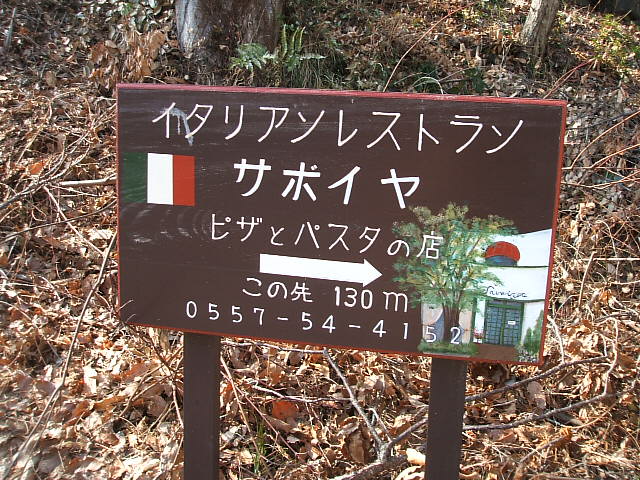 イタリアンレストラン
サボイヤ
ピザとパスタの店
この先 130m
0557-54-4152